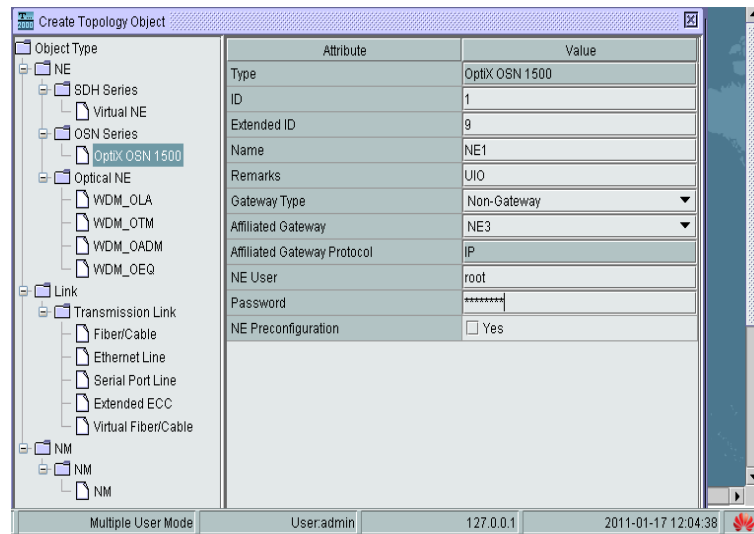 Create Topology Object
Object Type
NE
SDH Series
Virtual NE
OSN Series
OptiX OSN 1500
Optical NE
WDM_OLA
WDM_OTM
WDM_OADM
WDM_OEQ
Link
Transmission Link
Fiber/Cable
Ethernet Line
Serial Port Line
Extended ECC
Virtual Fiber/Cable
NM
NM
NM
Attribute Value
Type OptiX OSN 1500
ID 1
Extended ID 9
Name NE1
Remarks UIO
Gateway Type Non-Gateway
Affiliated Gateway NE3
Affiliated Gateway Protocol IP
NE User root
Password ********
NE Preconfiguration Yes
Multiple User Mode User:admin 127.0.0.1 2011-01-17 12:04:38